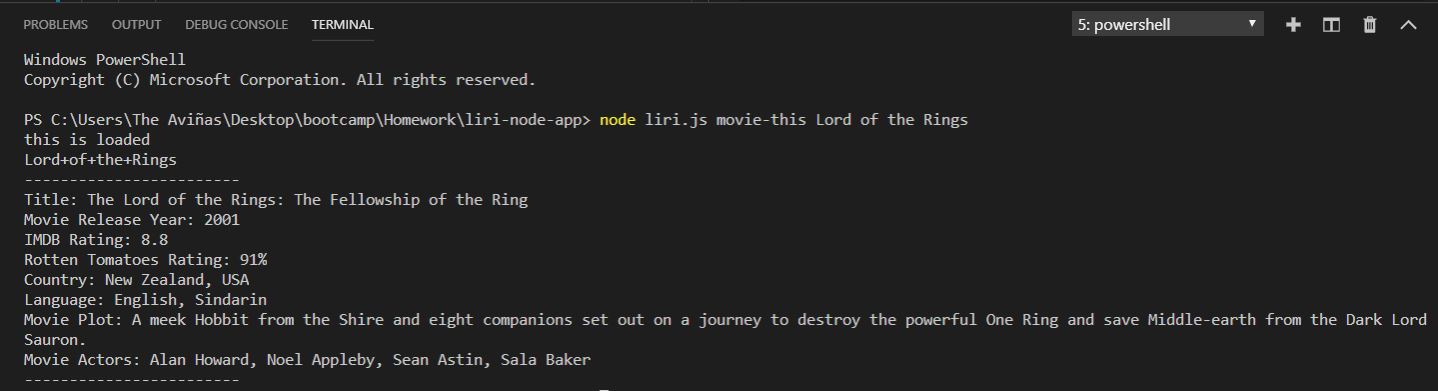 PROBLEMS OUTPUT DEBUG CONSOLE TERMINAL 5: powershell
Windows PowerShell
Copyright (C) Microsoft Corporation. All rights reserved.
PS C:\Users\The Aviñas\Desktop\bootcamp\Homework\liri-node-app> node liri.js movie-this Lord of the Rings
this is loaded
Lord+of+the+Rings
------------------------
Title: The Lord of the Rings: The Fellowship of the Ring
Movie Release Year: 2001
IMDB Rating: 8.8
Rotten Tomatoes Rating: 91%
Country: New Zealand, USA
Language: English, Sindarin
Movie Plot: A meek Hobbit from the Shire and eight companions set out on a journey to destroy the powerful One Ring and save Middle-earth from the Dark Lord
Sauron.
Movie Actors: Alan Howard, Noel Appleby, Sean Astin, Sala Baker
------------------------